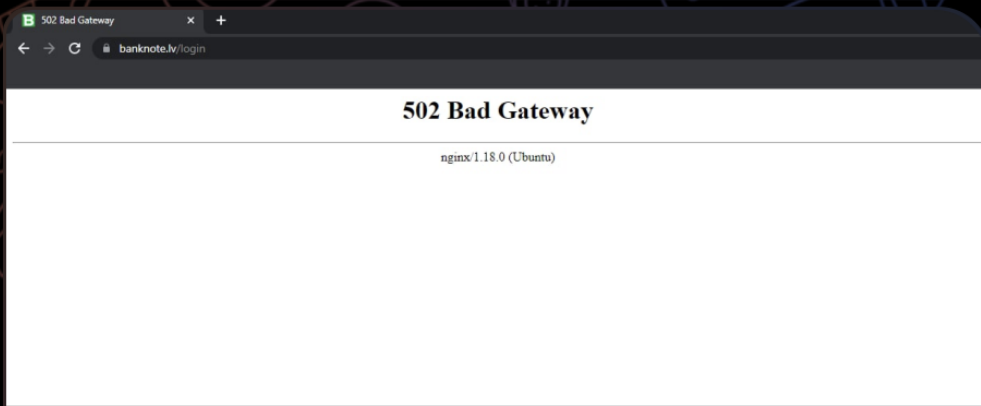 B 502 Bad Gateway
banknote.lv/login
502 Bad Gateway
nginx/1.18.0 (Ubuntu)